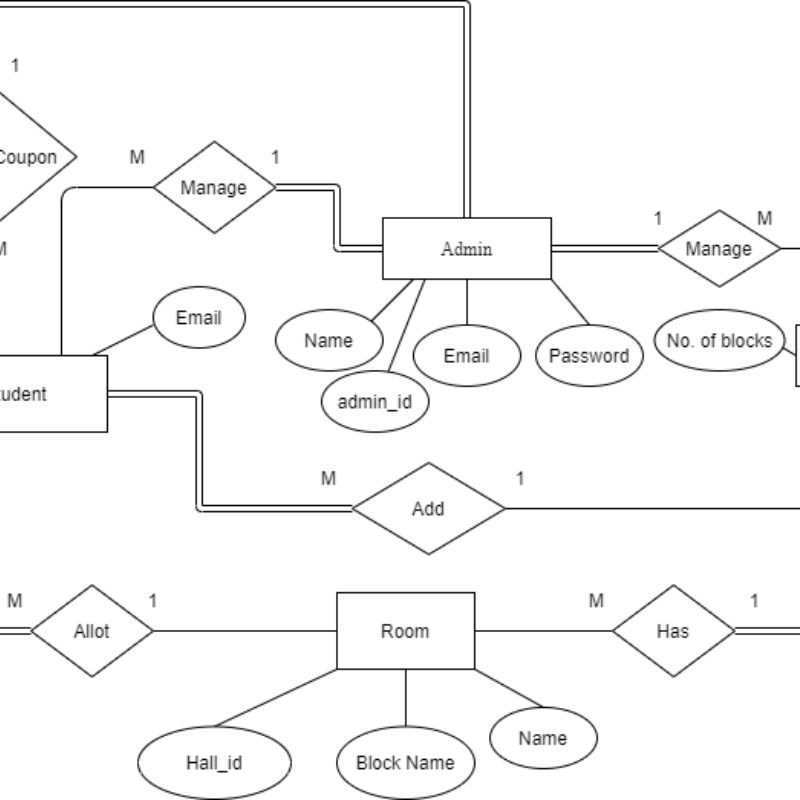 1
Coupon
M
Manage
1
Admin
1
Manage
M
M
Email
Name
Email
Password
No. of blocks
admin_id
tudent
M
Add
1
M
Allot
1
Room
M
Has
1
Hall_id
Block Name
Name